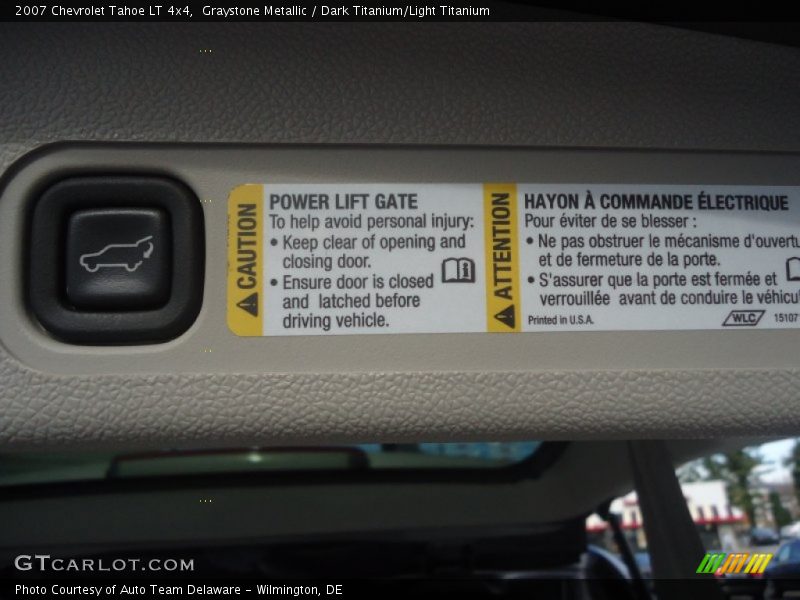 2007 Chevrolet Tahoe LT 4x4,  Graystone Metallic / Dark Titanium/Light Titanium
CAUTION
POWER LIFT GATE
To help avoid personal injury:
• Keep clear of opening and
closing door.
• Ensure door is closed
and latched before
driving vehicle.
ATTENTION
HAYON À COMMANDE ÉLECTRIQUE
Pour éviter de se blesser :
• Ne pas obstruer le mécanisme d'ouvertu
et de fermeture de la porte.
• S'assurer que la porte est fermée et
verrouillée avant de conduire le véhicu
Printed in U.S.A.
WLC
15107
GTCARLOT.COM
Photo Courtesy of Auto Team Delaware - Wilmington, DE